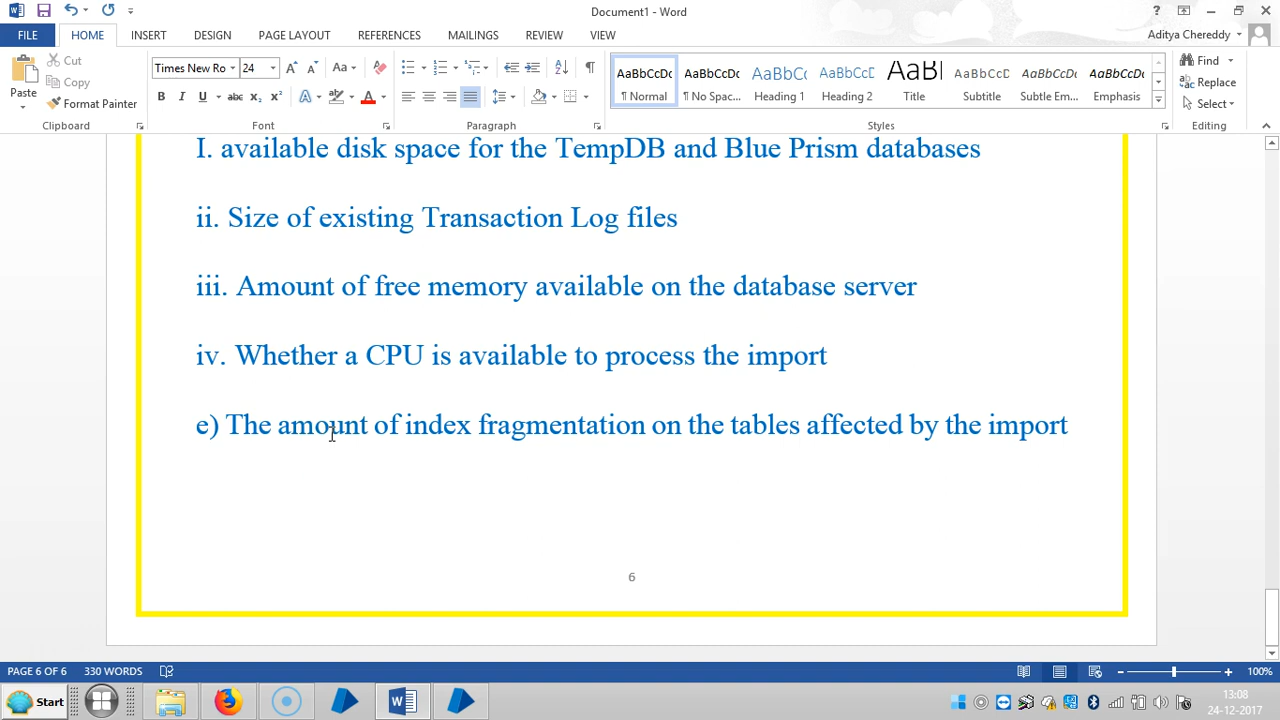 Document1 - Word
Aditya Chereddy
FILE HOME INSERT DESIGN PAGE LAYOUT REFERENCES MAILINGS REVIEW VIEW
Paste
Cut
Copy
Format Painter
Clipboard
Times New Ro 24
Font
Paragraph
AaBbCcDc AaBbCcDc AaBbCc AaBbCcD AaBl AaBbCcD AaBbCcDc AaBbCcDc
¶ Normal ¶ No Spac... Heading 1 Heading 2 Title Subtitle Subtle Em... Emphasis
Styles
Find
Replace
Select
Editing
I. available disk space for the TempDB and Blue Prism databases
ii. Size of existing Transaction Log files
iii. Amount of free memory available on the database server
iv. Whether a CPU is available to process the import
e) The amount of index fragmentation on the tables affected by the import
6
PAGE 6 OF 6 330 WORDS
100%
Start
13:08
24-12-2017